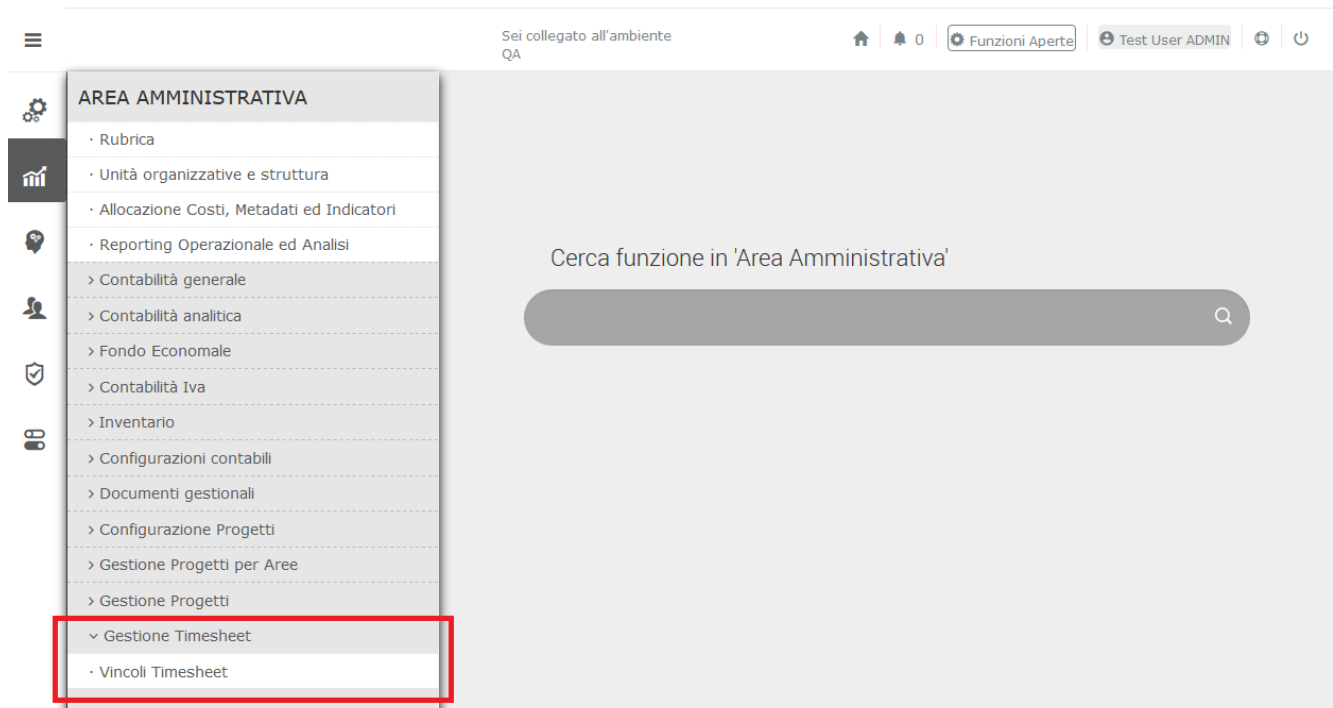 Sei collegato all'ambiente
QA
0
Funzioni Aperte
Test User ADMIN
AREA AMMINISTRATIVA
· Rubrica
· Unità organizzative e struttura
· Allocazione Costi, Metadati ed Indicatori
· Reporting Operazionale ed Analisi
> Contabilità generale
> Contabilità analitica
> Fondo Economale
> Contabilità Iva
> Inventario
> Configurazioni contabili
> Documenti gestionali
> Configurazione Progetti
> Gestione Progetti per Aree
> Gestione Progetti
Gestione Timesheet
· Vincoli Timesheet
Cerca funzione in 'Area Amministrativa'